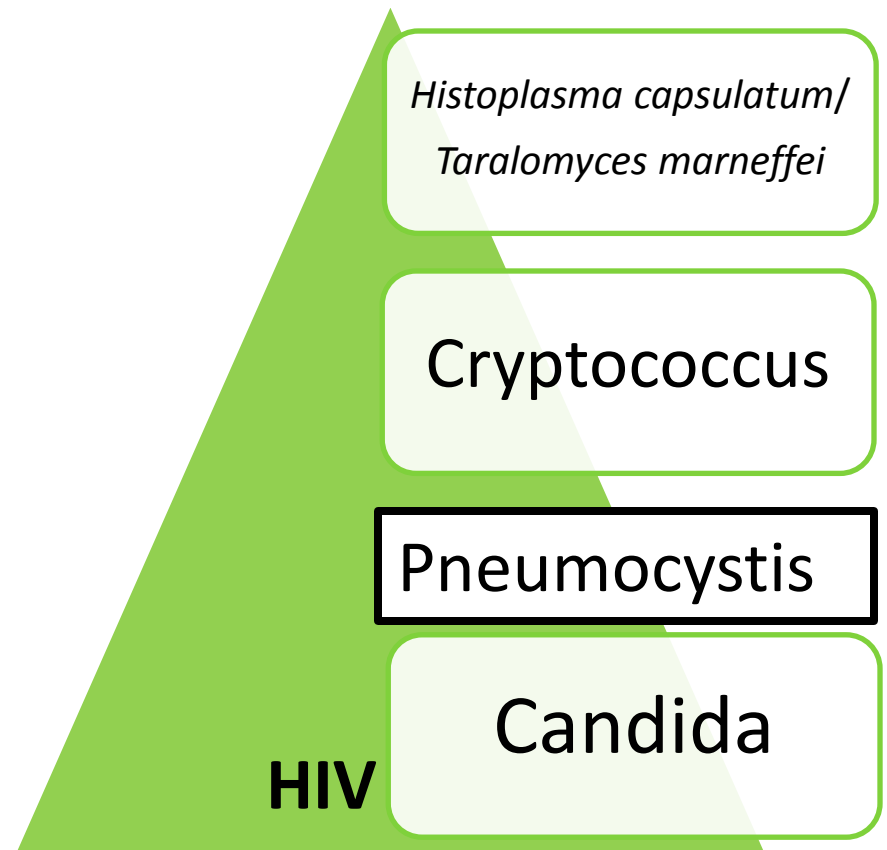 Histoplasma capsulatum/
Taralomyces marneffei
Cryptococcus
Pneumocystis
Candida
HIV